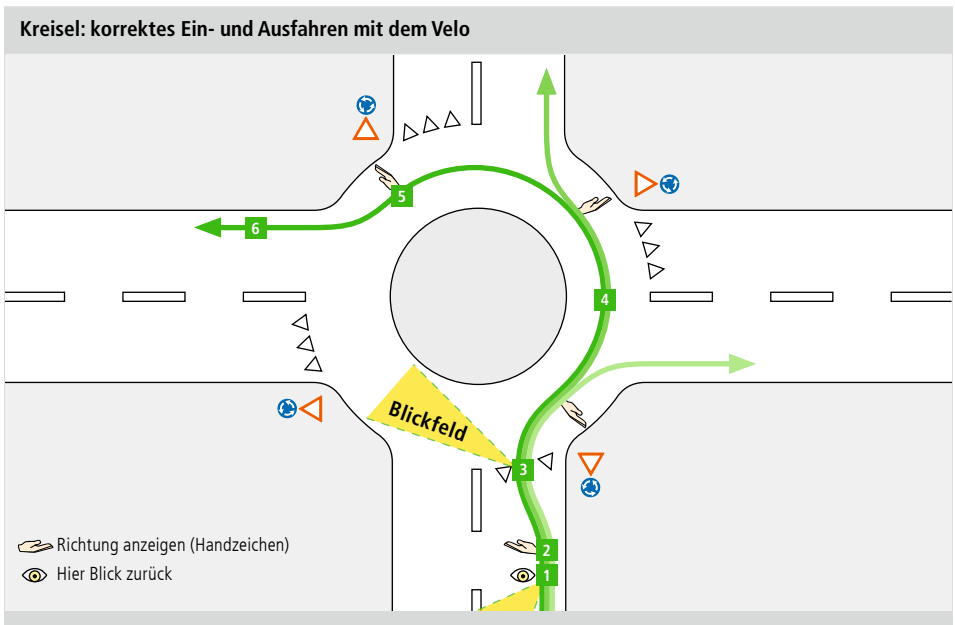 Kreisel: korrektes Ein- und Ausfahren mit dem Velo
5
6
4
Blickfeld
3
2
1
Richtung anzeigen (Handzeichen)
Hier Blick zurück